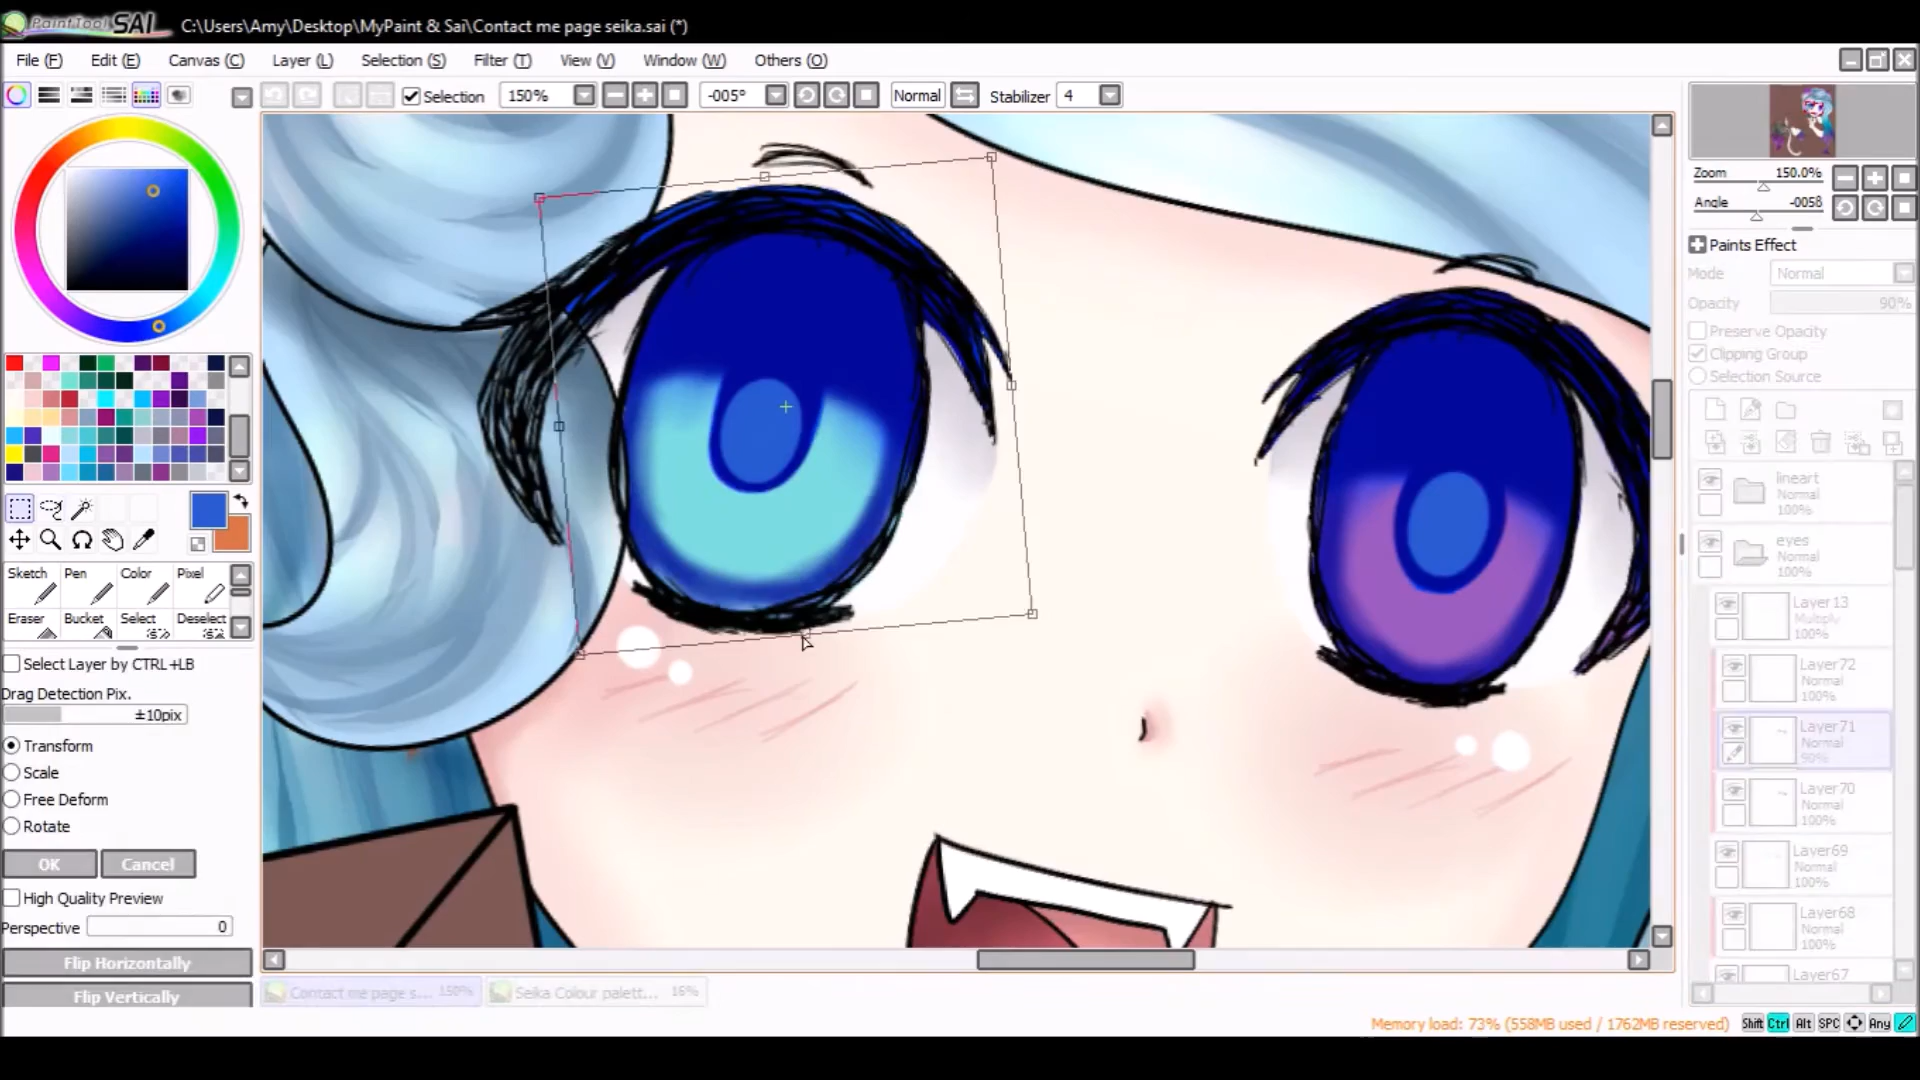 PaintTool SAI C:\Users\Amy\Desktop\MyPaint & Sai\Contact me page seika.sai (*)
File (F) Edit (E) Canvas (C) Layer (L) Selection (S) Filter (T) View (V) Window (W) Others (O)
Selection 150% -005° Normal Stabilizer 4
Zoom 150.0%
Angle -0058
Paints Effect
Mode Normal
Opacity 90%
Preserve Opacity
Clipping Group
Selection Source
lineart
Normal
100%
eyes
Normal
100%
Layer13
Multiply
100%
Layer72
Normal
100%
Layer71
Normal
90%
Layer70
Normal
100%
Layer69
Normal
100%
Layer68
Normal
100%
Layer67
Sketch Pen Color Pixel
Eraser Bucket Select Deselect
Select Layer by CTRL+LB
Drag Detection Pix.
±10pix
Transform
Scale
Free Deform
Rotate
OK Cancel
High Quality Preview
Perspective 0
Flip Horizontally
Flip Vertically
Contact me page s... 150% Seika Colour palett... 16%
Memory load: 73% (558MB used / 1762MB reserved) Shift Ctrl Alt SPC Any